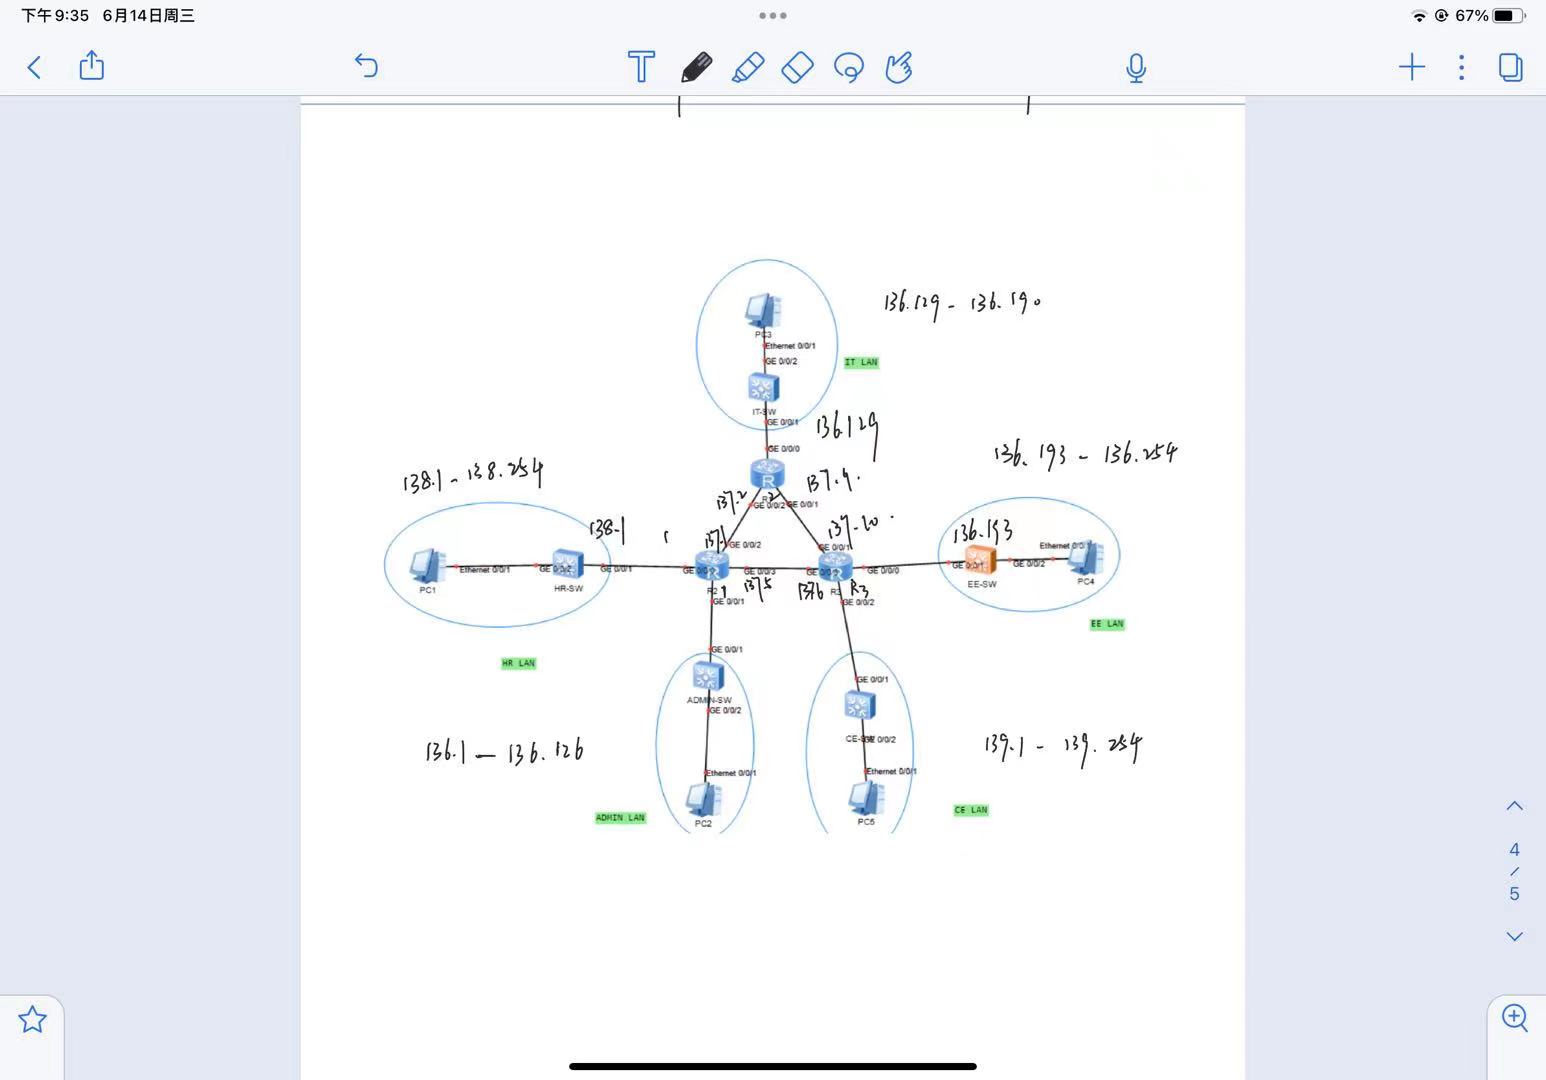 下午9:35 6月14日周三
67%
136.129 - 136.190
PC3
Ethernet 0/0/1
GE 0/0/2
IT LAN
IT-SW
GE 0/0/1
136.129
GE 0/0/0
136.193 - 136.254
138.1 - 138.254
R
137.9.
137.2
2
GE 0/0/2
GE 0/0/1
138.1
137.1
GE 0/0/2
137.10.
GE 0/0/1
136.193
Ethernet 0/0/1
PC1
Ethernet 0/0/1
GE 0/0/2
HR-SW
GE 0/0/1
R
GE 0/0/3
R
GE 0/0/0
GE 0/0/1
EE-SW
GE 0/0/2
PC4
1
137.5
137.6
R3
GE 0/0/1
GE 0/0/2
EE LAN
HR LAN
GE 0/0/1
GE 0/0/1
ADMIN-SW
GE 0/0/2
CE-SW
GE 0/0/2
136.1 - 136.126
139.1 - 139.254
Ethernet 0/0/1
Ethernet 0/0/1
PC2
PC5
ADMIN LAN
CE LAN
4
/
5